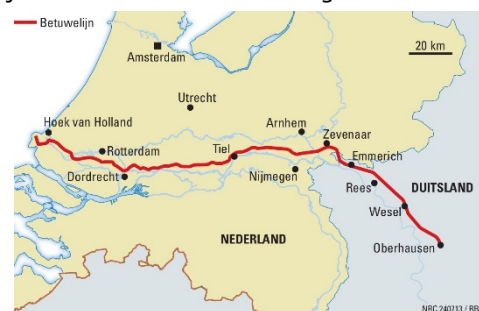 Betuwelijn
20 km
Amsterdam
Utrecht
Hoek van Holland
Arnhem
Zevenaar
Rotterdam
Tiel
Emmerich
Dordrecht
Nijmegen
Rees
DUITSLAND
Wesel
NEDERLAND
Oberhausen
NRC 240713 / RB